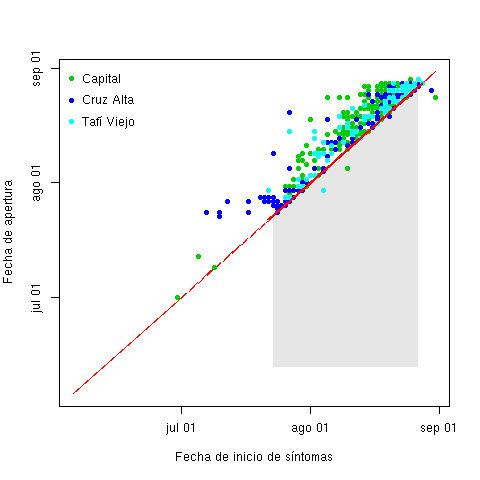 sep 01
Capital
Cruz Alta
Tafí Viejo
ago 01
Fecha de apertura
jul 01
jul 01
ago 01
sep 01
Fecha de inicio de síntomas